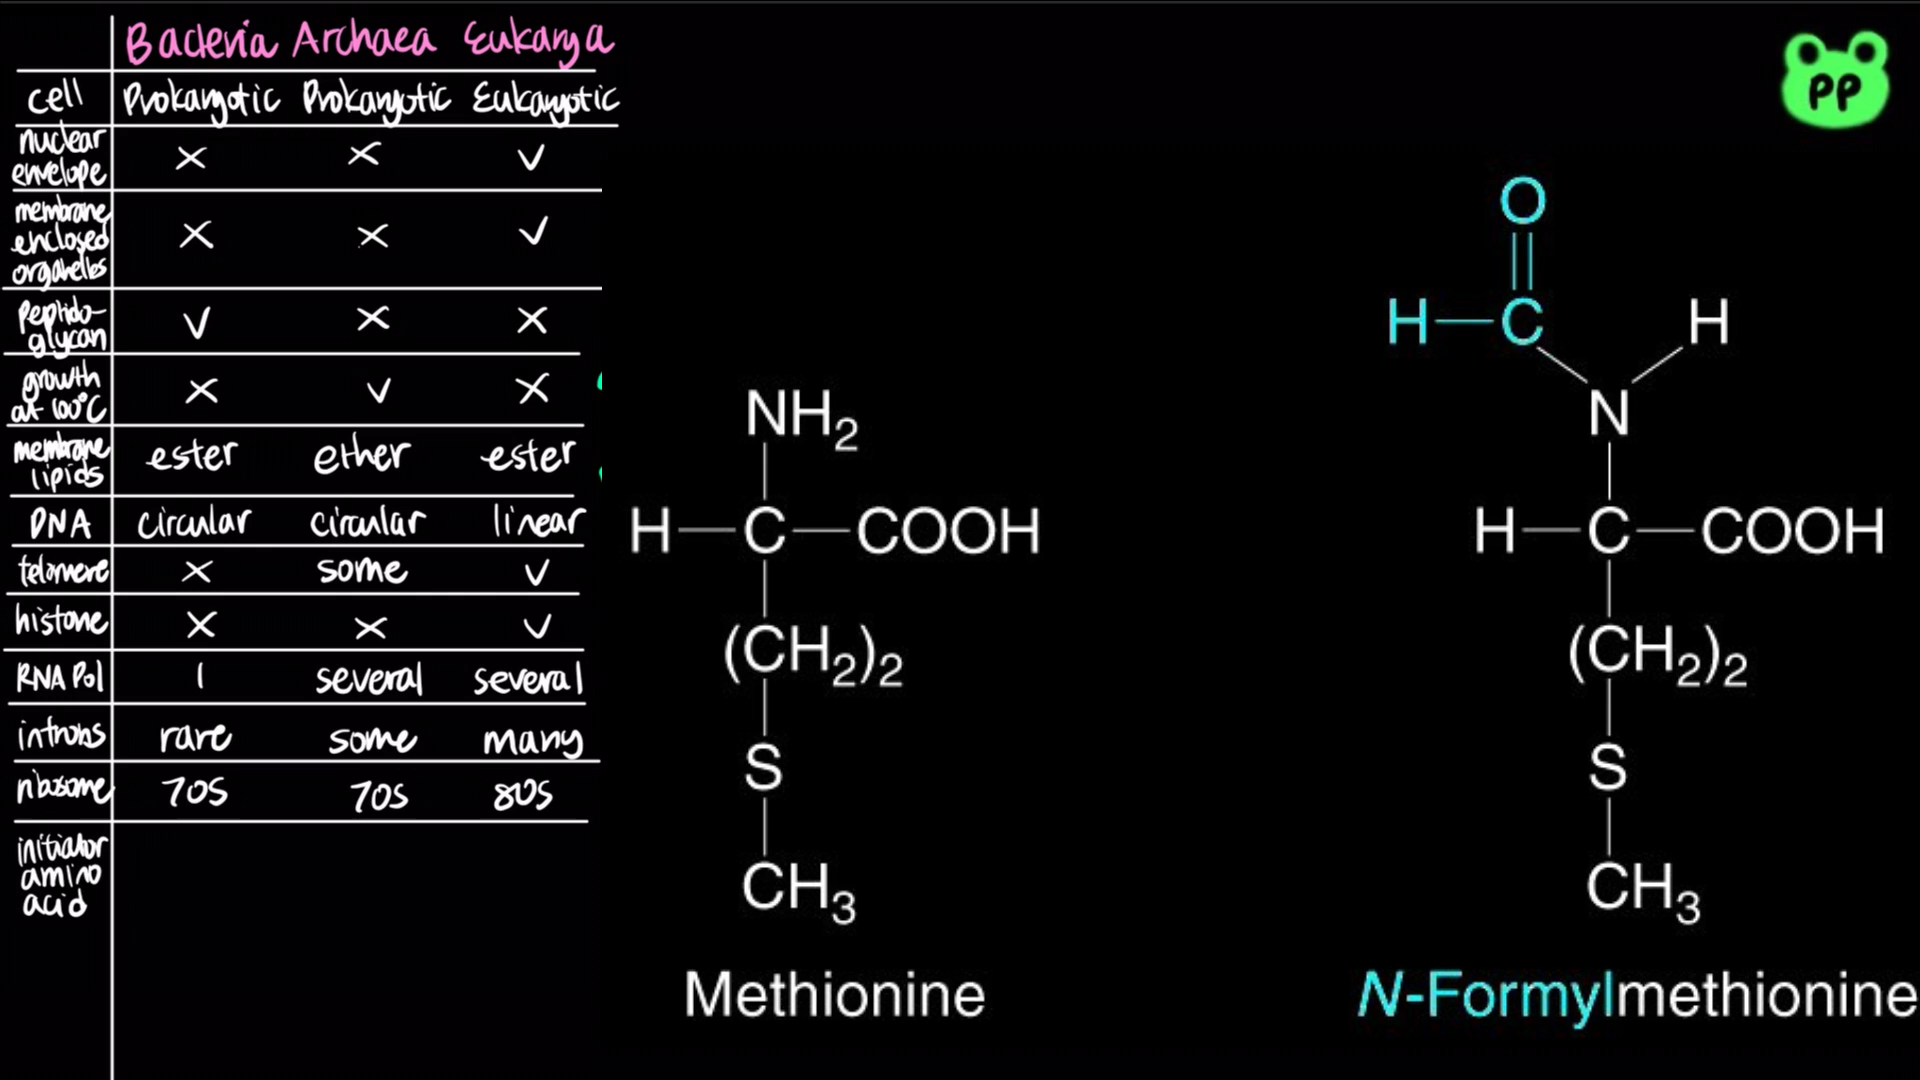 Bacteria Archaea Eukarya
cell Prokaryotic Prokaryotic Eukaryotic
nuclear
envelope X X ✓
membrane
enclosed
organelles X X ✓
peptido-
glycan ✓ X X
growth
at 100°C X ✓ X
membrane
lipids ester ether ester
DNA circular circular linear
telomere X some ✓
histone X X ✓
RNA Pol 1 several several
introns rare some many
ribosome 70S 70S 80S
initiator
amino
acid
NH₂
H—C—COOH
(CH₂)₂
S
CH₃
Methionine
PP
O
H—C H
N
H—C—COOH
(CH₂)₂
S
CH₃
N-Formylmethionine